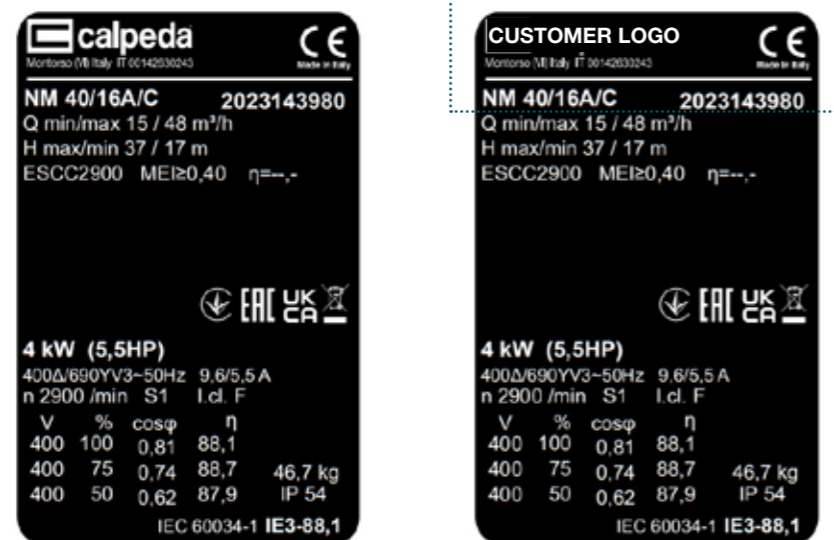 calpeda CE
Montorso (VI) Italy IT 00142630243 Made in Italy
NM 40/16A/C 2023143980
Q min/max 15 / 48 m³/h
H max/min 37 / 17 m
ESCC2900 MEI≥0,40 η=--,-
EAC UK CA
4 kW (5,5HP)
400Δ/690YV3~50Hz 9,6/5,5 A
n 2900 /min S1 I.cl. F
V % cosφ η
400 100 0,81 88,1
400 75 0,74 88,7 46,7 kg
400 50 0,62 87,9 IP 54
IEC 60034-1 IE3-88,1
CUSTOMER LOGO CE
Montorso (VI) Italy IT 00142630243 Made in Italy
NM 40/16A/C 2023143980
Q min/max 15 / 48 m³/h
H max/min 37 / 17 m
ESCC2900 MEI≥0,40 η=--,-
EAC UK CA
4 kW (5,5HP)
400Δ/690YV3~50Hz 9,6/5,5 A
n 2900 /min S1 I.cl. F
V % cosφ η
400 100 0,81 88,1
400 75 0,74 88,7 46,7 kg
400 50 0,62 87,9 IP 54
IEC 60034-1 IE3-88,1